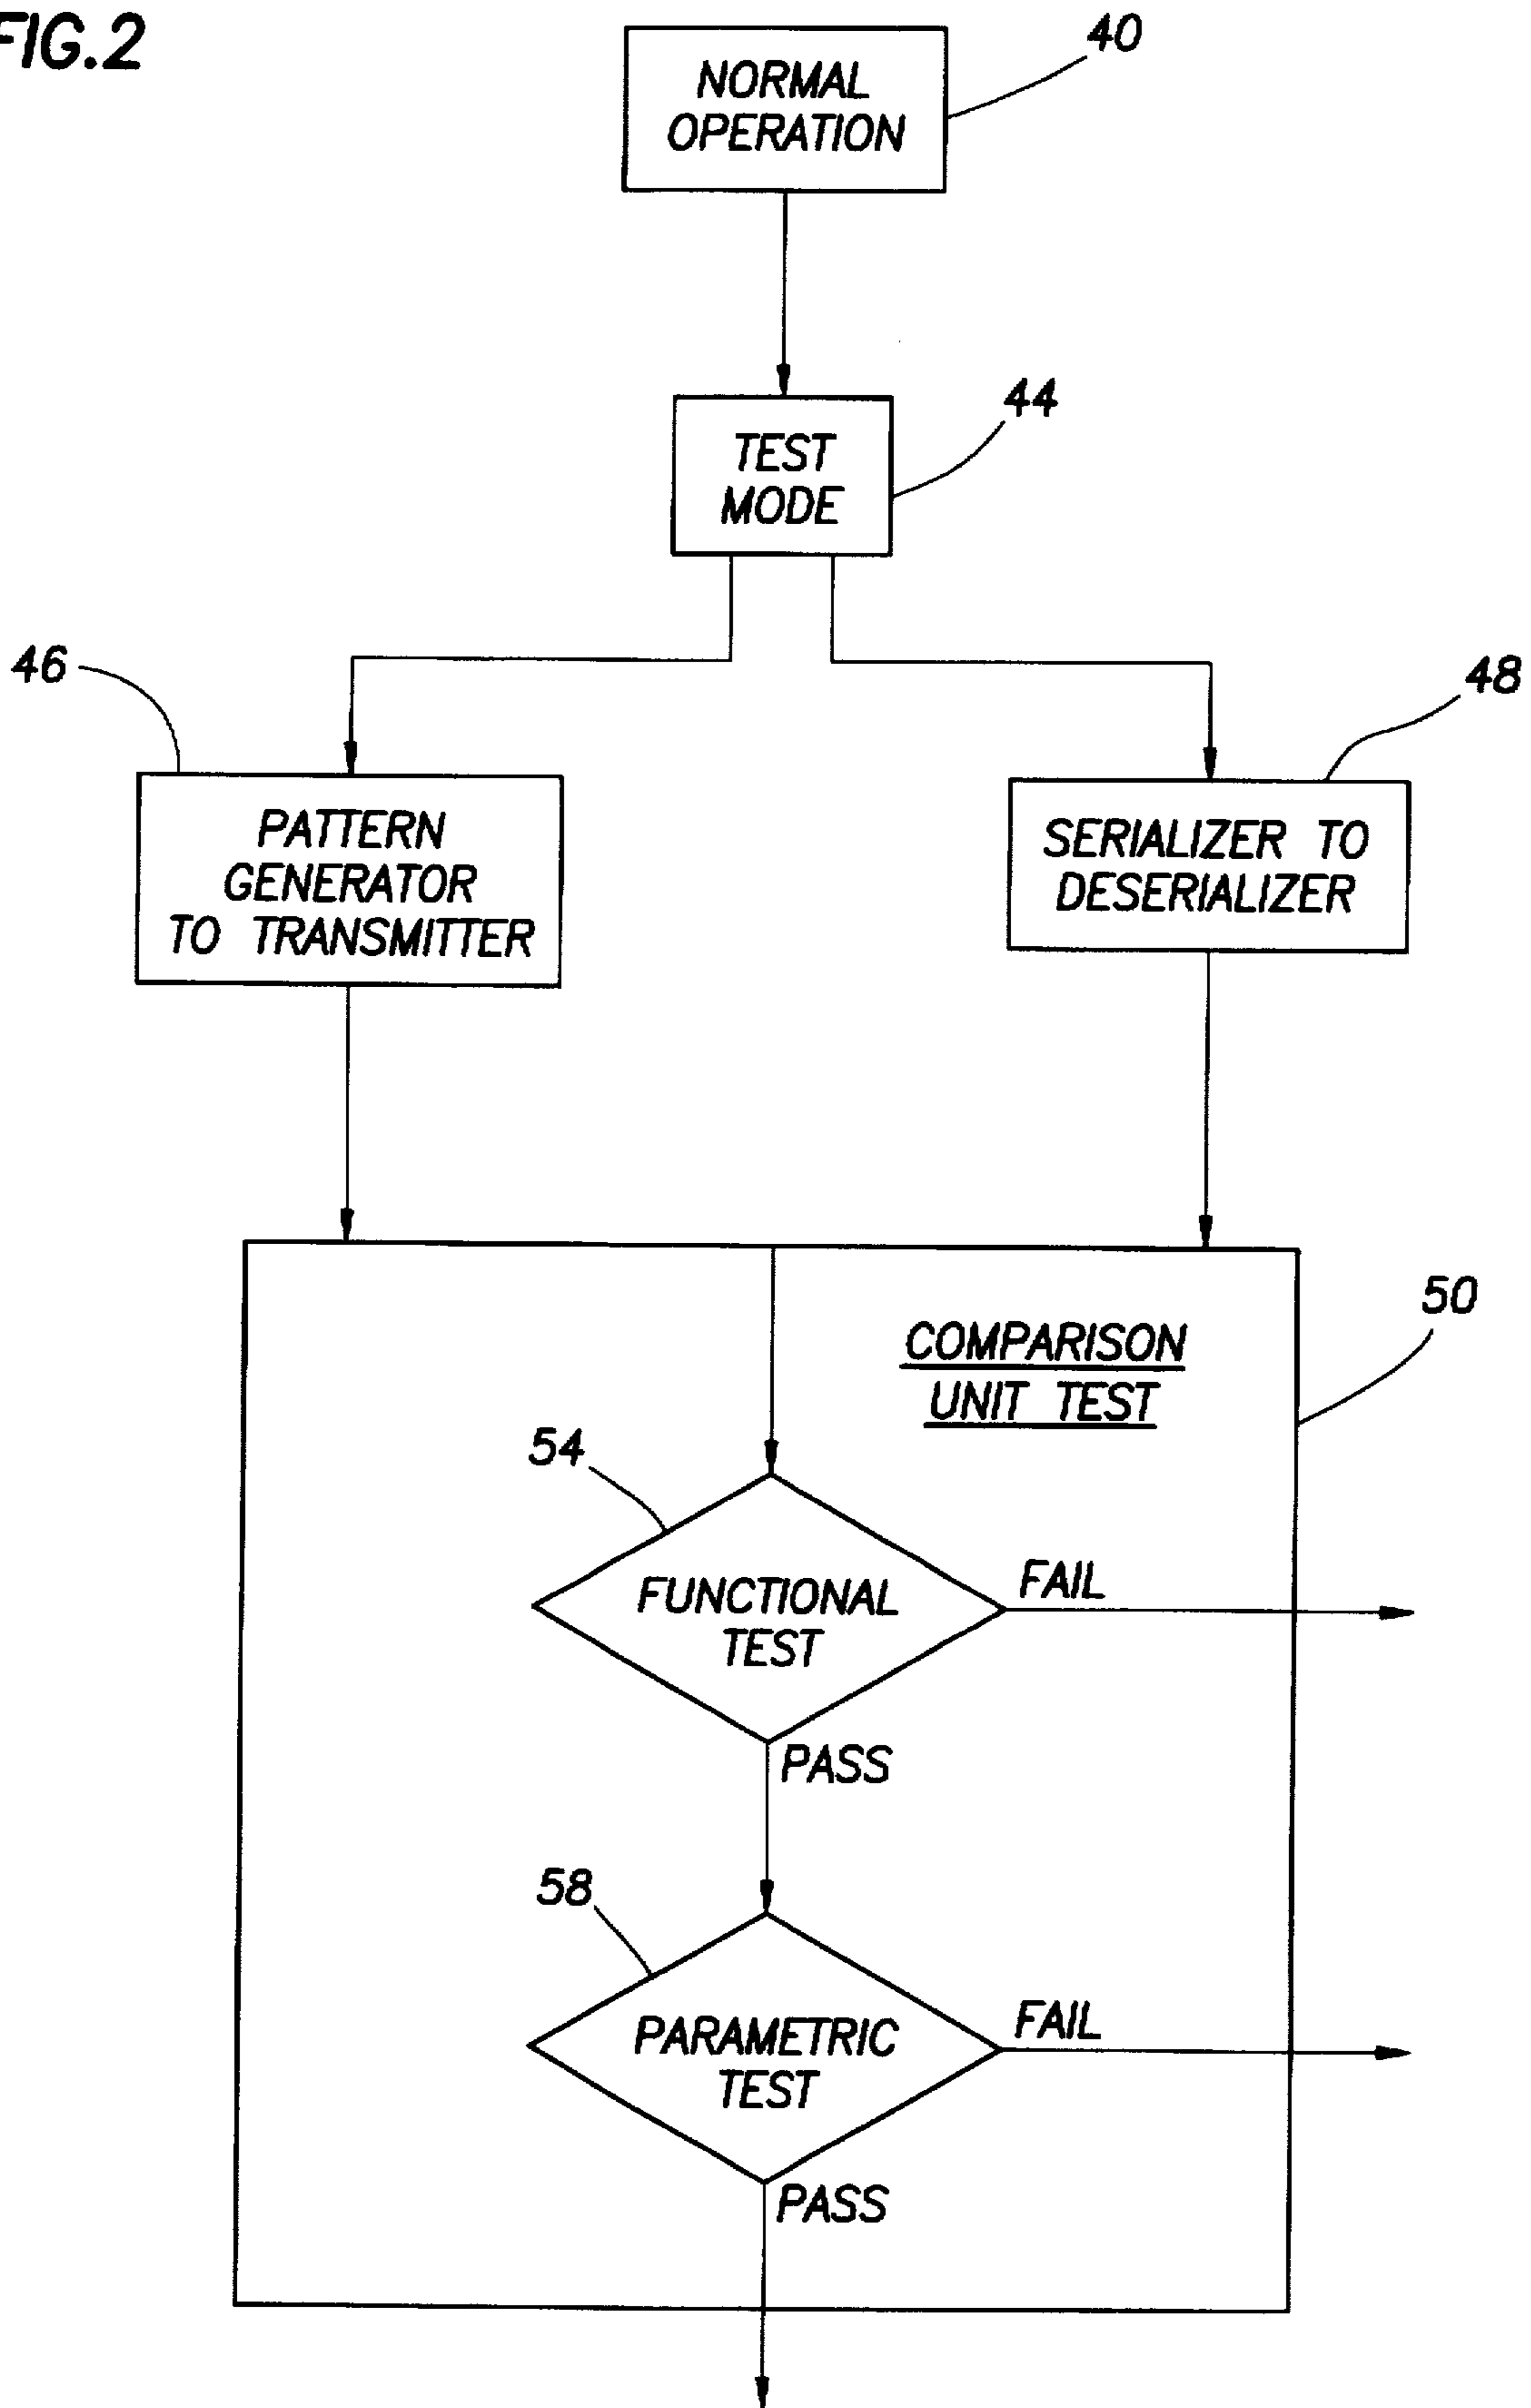 FIG.2
NORMAL
OPERATION
40
TEST
MODE
44
46
48
PATTERN
GENERATOR
TO TRANSMITTER
SERIALIZER TO
DESERIALIZER
COMPARISON
UNIT TEST
50
54
FUNCTIONAL
TEST
FAIL
PASS
58
PARAMETRIC
TEST
FAIL
PASS